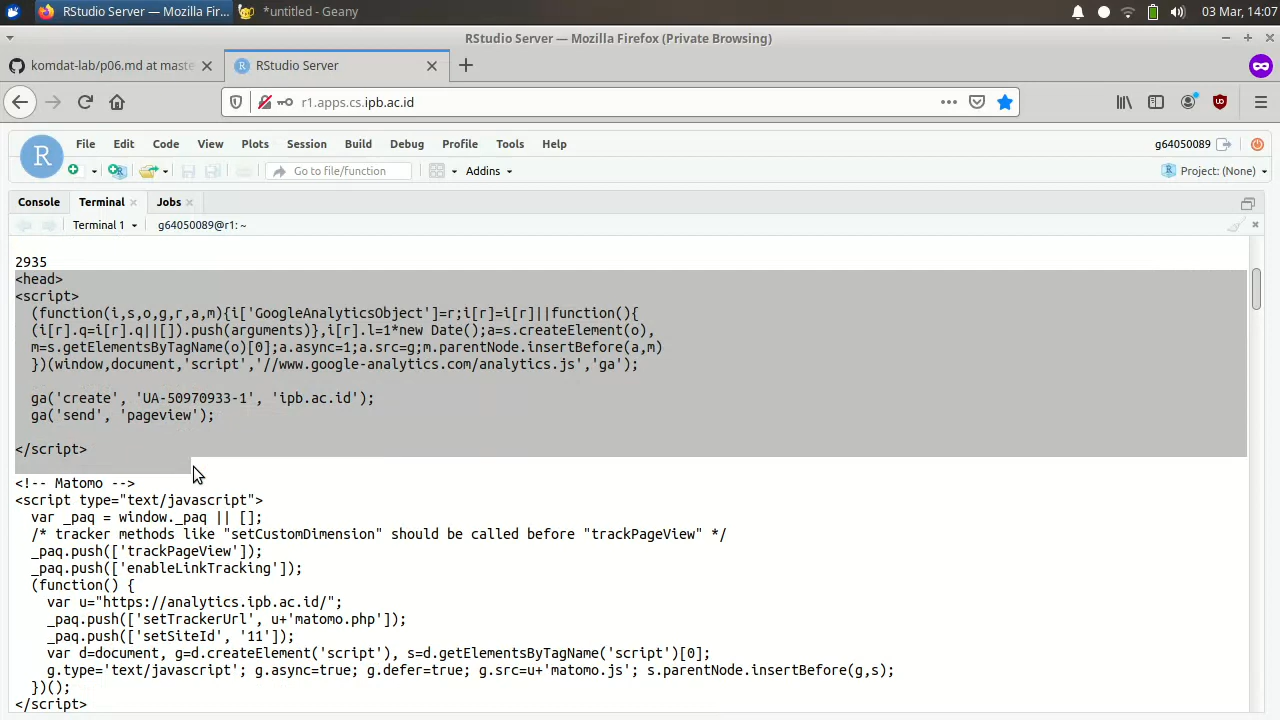 RStudio Server — Mozilla Fir...
*untitled - Geany
03 Mar, 14:07
RStudio Server — Mozilla Firefox (Private Browsing)
komdat-lab/p06.md at maste
RStudio Server
r1.apps.cs.ipb.ac.id
File Edit Code View Plots Session Build Debug Profile Tools Help
g64050089
Go to file/function
Addins
Project: (None)
Console Terminal Jobs
Terminal 1
g64050089@r1: ~
2935
<head>
<script>
  (function(i,s,o,g,r,a,m){i['GoogleAnalyticsObject']=r;i[r]=i[r]||function(){
  (i[r].q=i[r].q||[]).push(arguments)},i[r].l=1*new Date();a=s.createElement(o),
  m=s.getElementsByTagName(o)[0];a.async=1;a.src=g;m.parentNode.insertBefore(a,m)
  })(window,document,'script','//www.google-analytics.com/analytics.js','ga');
  ga('create', 'UA-50970933-1', 'ipb.ac.id');
  ga('send', 'pageview');
</script>
<!-- Matomo -->
<script type="text/javascript">
  var _paq = window._paq || [];
  /* tracker methods like "setCustomDimension" should be called before "trackPageView" */
  _paq.push(['trackPageView']);
  _paq.push(['enableLinkTracking']);
  (function() {
    var u="https://analytics.ipb.ac.id/";
    _paq.push(['setTrackerUrl', u+'matomo.php']);
    _paq.push(['setSiteId', '11']);
    var d=document, g=d.createElement('script'), s=d.getElementsByTagName('script')[0];
    g.type='text/javascript'; g.async=true; g.defer=true; g.src=u+'matomo.js'; s.parentNode.insertBefore(g,s);
  })();
</script>